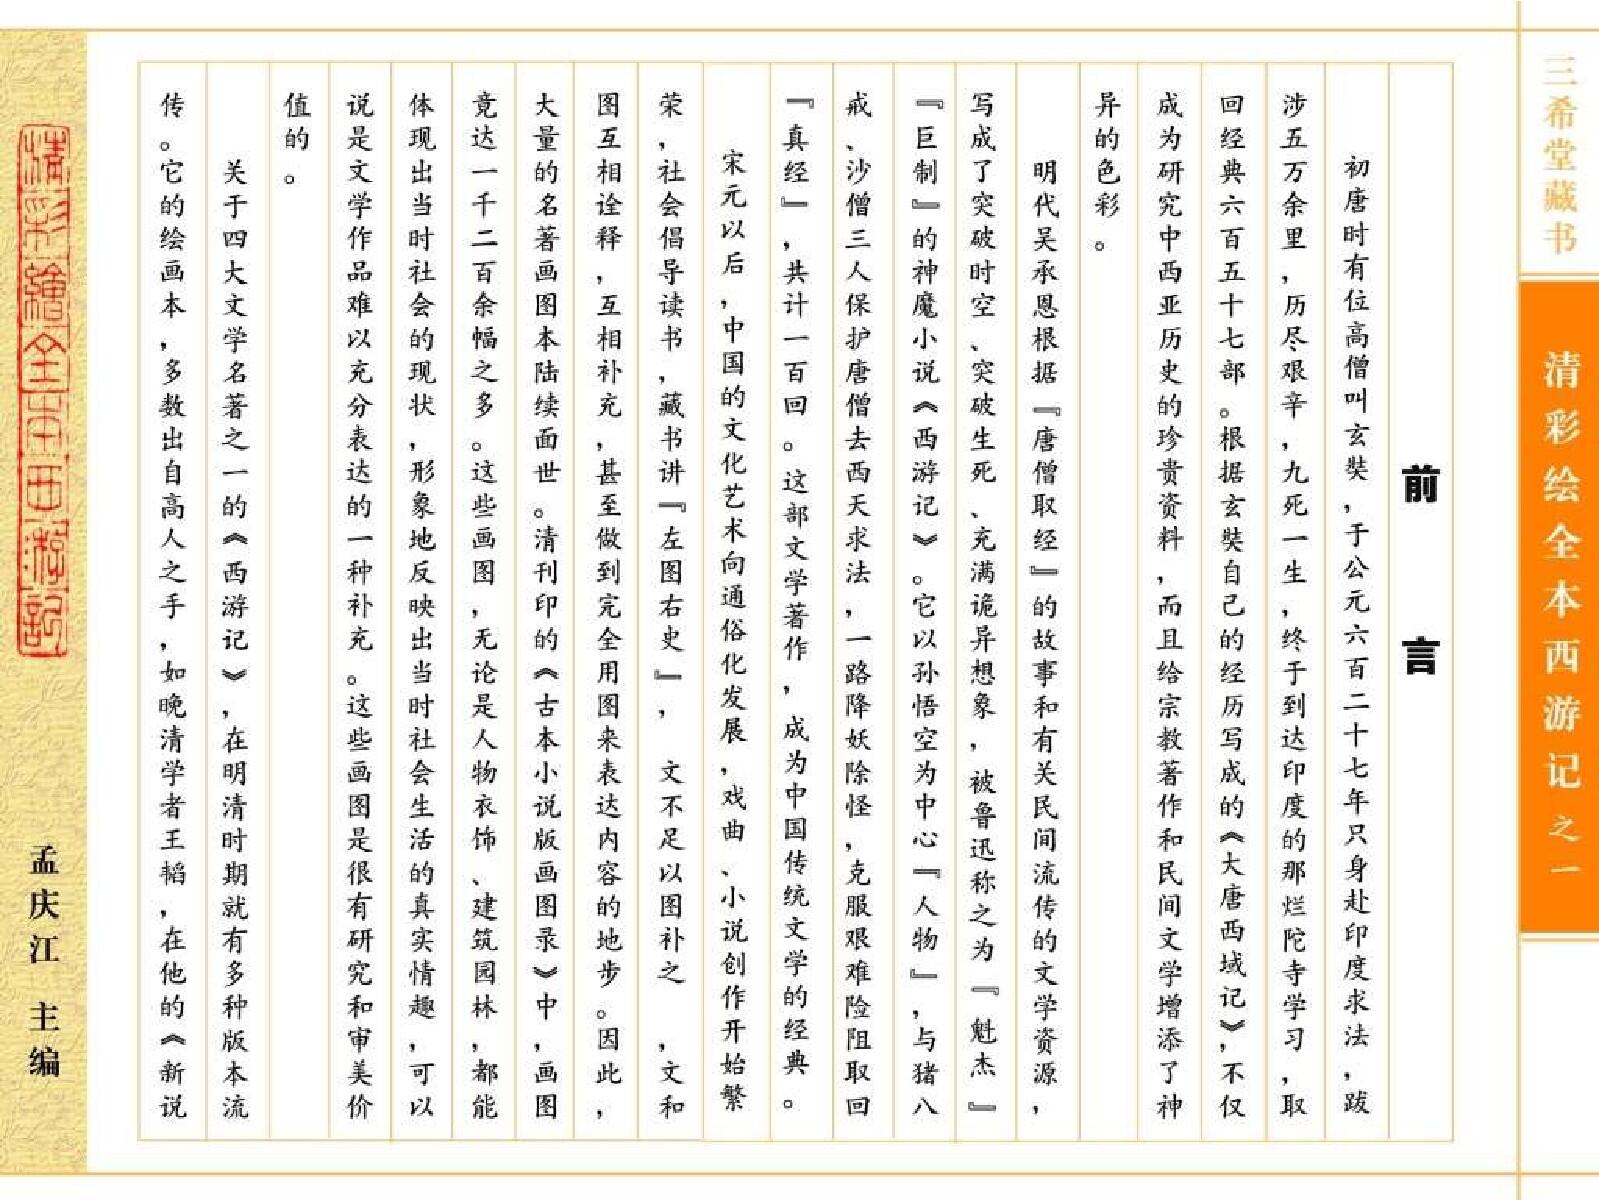 三希堂藏书
清彩绘全本西游记之一
前言
初唐时有位高僧叫玄奘，于公元六百二十七年只身赴印度求法，跋
涉五万余里，历尽艰辛，九死一生，终于到达印度的那烂陀寺学习，取
回经典六百五十七部。根据玄奘自己的经历写成的《大唐西域记》，不仅
成为研究中西亚历史的珍贵资料，而且给宗教著作和民间文学增添了神
异的色彩。
明代吴承恩根据『唐僧取经』的故事和有关民间流传的文学资源，
写成了突破时空、突破生死、充满诡异想象，被鲁迅称之为『魁杰』
『巨制』的神魔小说《西游记》。它以孙悟空为中心『人物』，与猪八
戒、沙僧三人保护唐僧去西天求法，一路降妖除怪，克服艰难险阻取回
『真经』，共计一百回。这部文学著作，成为中国传统文学的经典。
宋元以后，中国的文化艺术向通俗化发展，戏曲、小说创作开始繁
荣，社会倡导读书，藏书讲『左图右史』，文不足以图补之，文和
图互相诠释，互相补充，甚至做到完全用图来表达内容的地步。因此，
大量的名著画图本陆续面世。清刊印的《古本小说版画图录》中，画图
竟达一千二百余幅之多。这些画图，无论是人物衣饰、建筑园林，都能
体现出当时社会的现状，形象地反映出当时社会生活的真实情趣，可以
说是文学作品难以充分表达的一种补充。这些画图是很有研究和审美价
值的。
关于四大文学名著之一的《西游记》，在明清时期就有多种版本流
传。它的绘画本，多数出自高人之手，如晚清学者王韬，在他的《新说
清彩繪全本西游記
孟庆江 主编